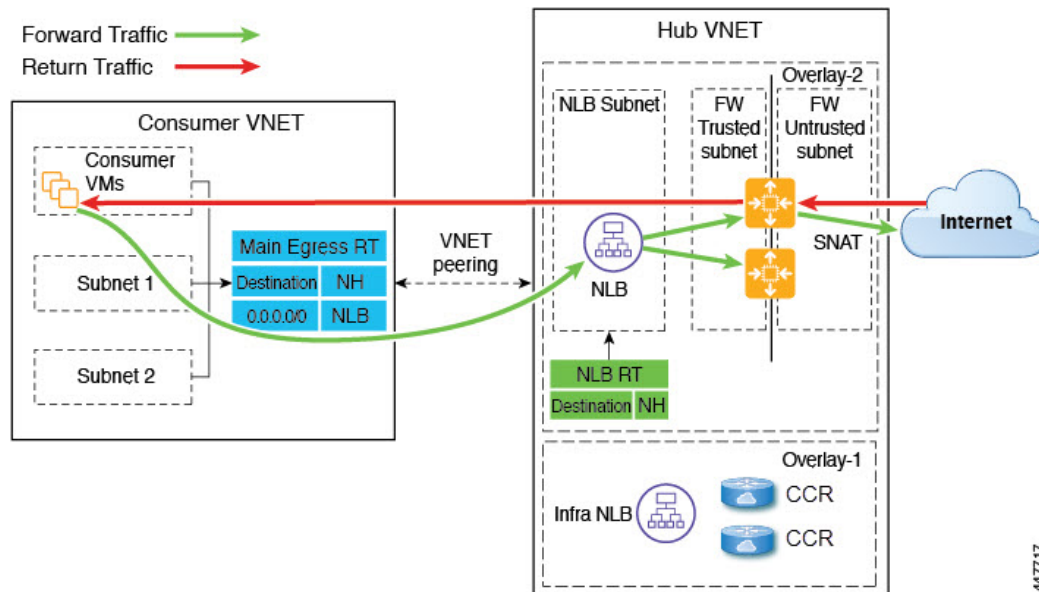 Forward Traffic
Return Traffic
Hub VNET
Consumer VNET
Consumer
VMs
Subnet 1
Subnet 2
Main Egress RT
Destination NH
0.0.0.0/0 NLB
VNET
peering
Overlay-2
NLB Subnet
FW
Trusted
subnet
FW
Untrusted
subnet
NLB
SNAT
Internet
NLB RT
Destination NH
Overlay-1
Infra NLB
CCR
CCR
447717